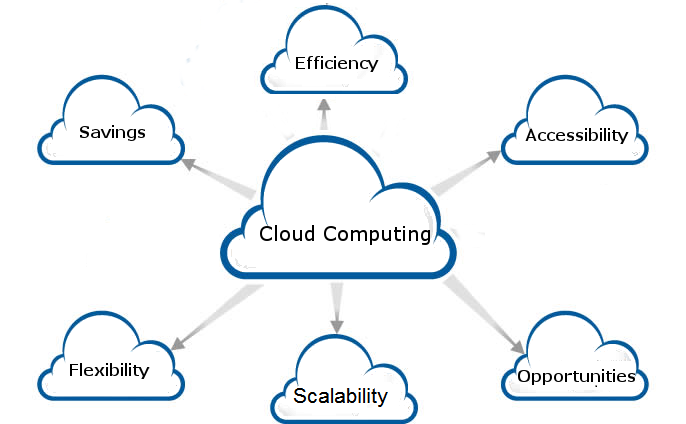 Efficiency
Savings
Accessibility
Cloud Computing
Flexibility
Scalability
Opportunities